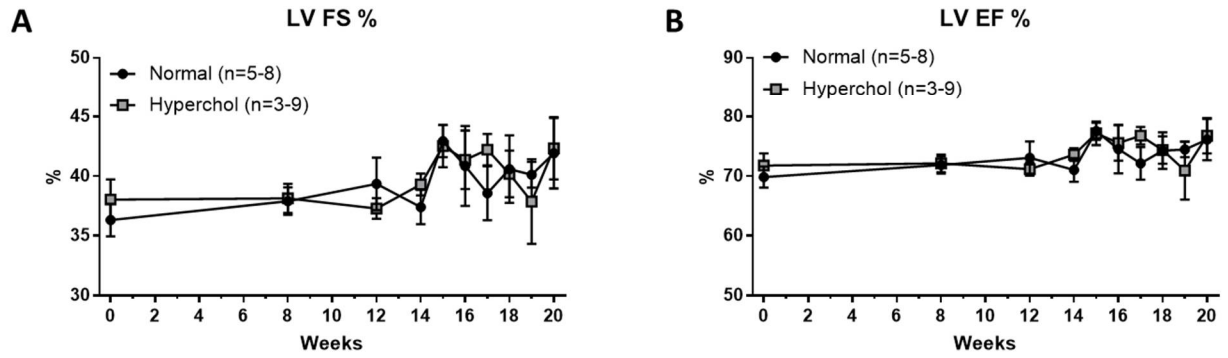 A
LV FS %
50
45
40
35
30
%
Normal (n=5-8)
Hyperchol (n=3-9)
0 2 4 6 8 10 12 14 16 18 20
Weeks
B
LV EF %
90
80
70
60
50
%
Normal (n=5-8)
Hyperchol (n=3-9)
0 2 4 6 8 10 12 14 16 18 20
Weeks